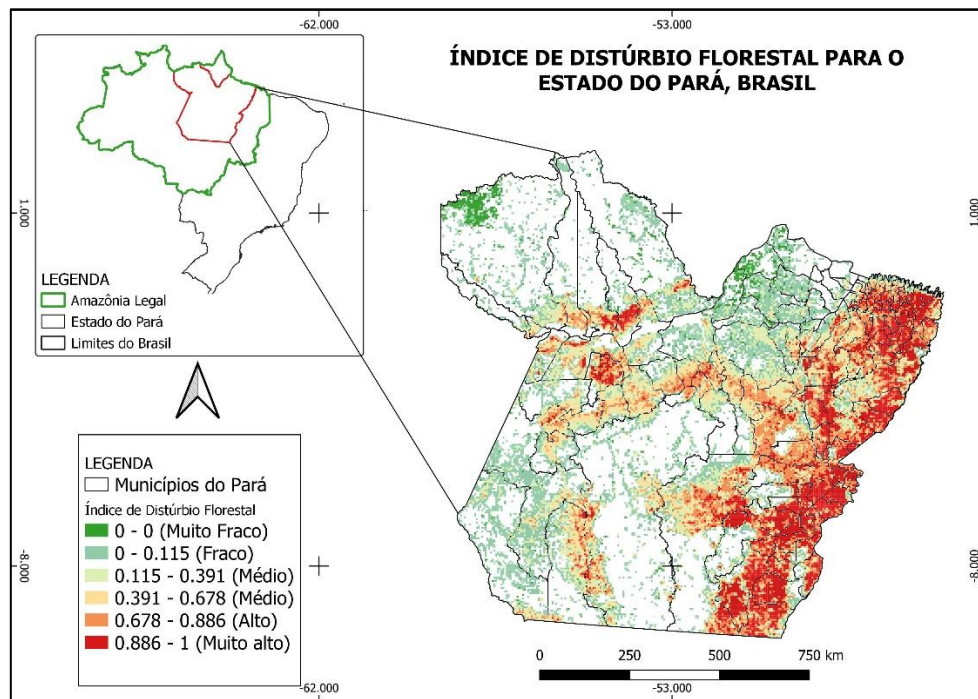 -62.000
-53.000
ÍNDICE DE DISTÚRBIO FLORESTAL PARA O
ESTADO DO PARÁ, BRASIL
1.000
1.000
LEGENDA
Amazônia Legal
Estado do Pará
Limites do Brasil
LEGENDA
Municípios do Pará
Índice de Distúrbio Florestal
0 - 0 (Muito Fraco)
0 - 0.115 (Fraco)
0.115 - 0.391 (Médio)
0.391 - 0.678 (Médio)
0.678 - 0.886 (Alto)
0.886 - 1 (Muito alto)
-8.000
-8.000
0 250 500 750 km
-62.000
-53.000